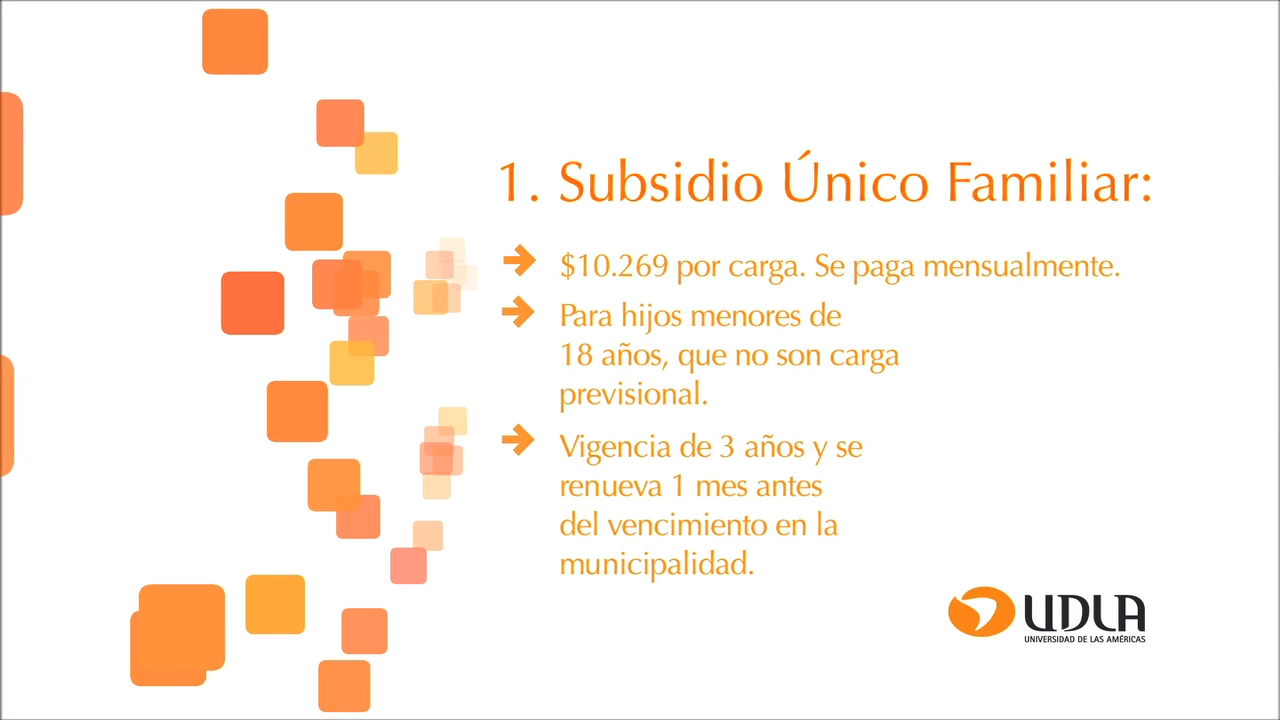 1. Subsidio Único Familiar:
$10.269 por carga. Se paga mensualmente.
Para hijos menores de
18 años, que no son carga
previsional.
Vigencia de 3 años y se
renueva 1 mes antes
del vencimiento en la
municipalidad.
UDLA
UNIVERSIDAD DE LAS AMÉRICAS